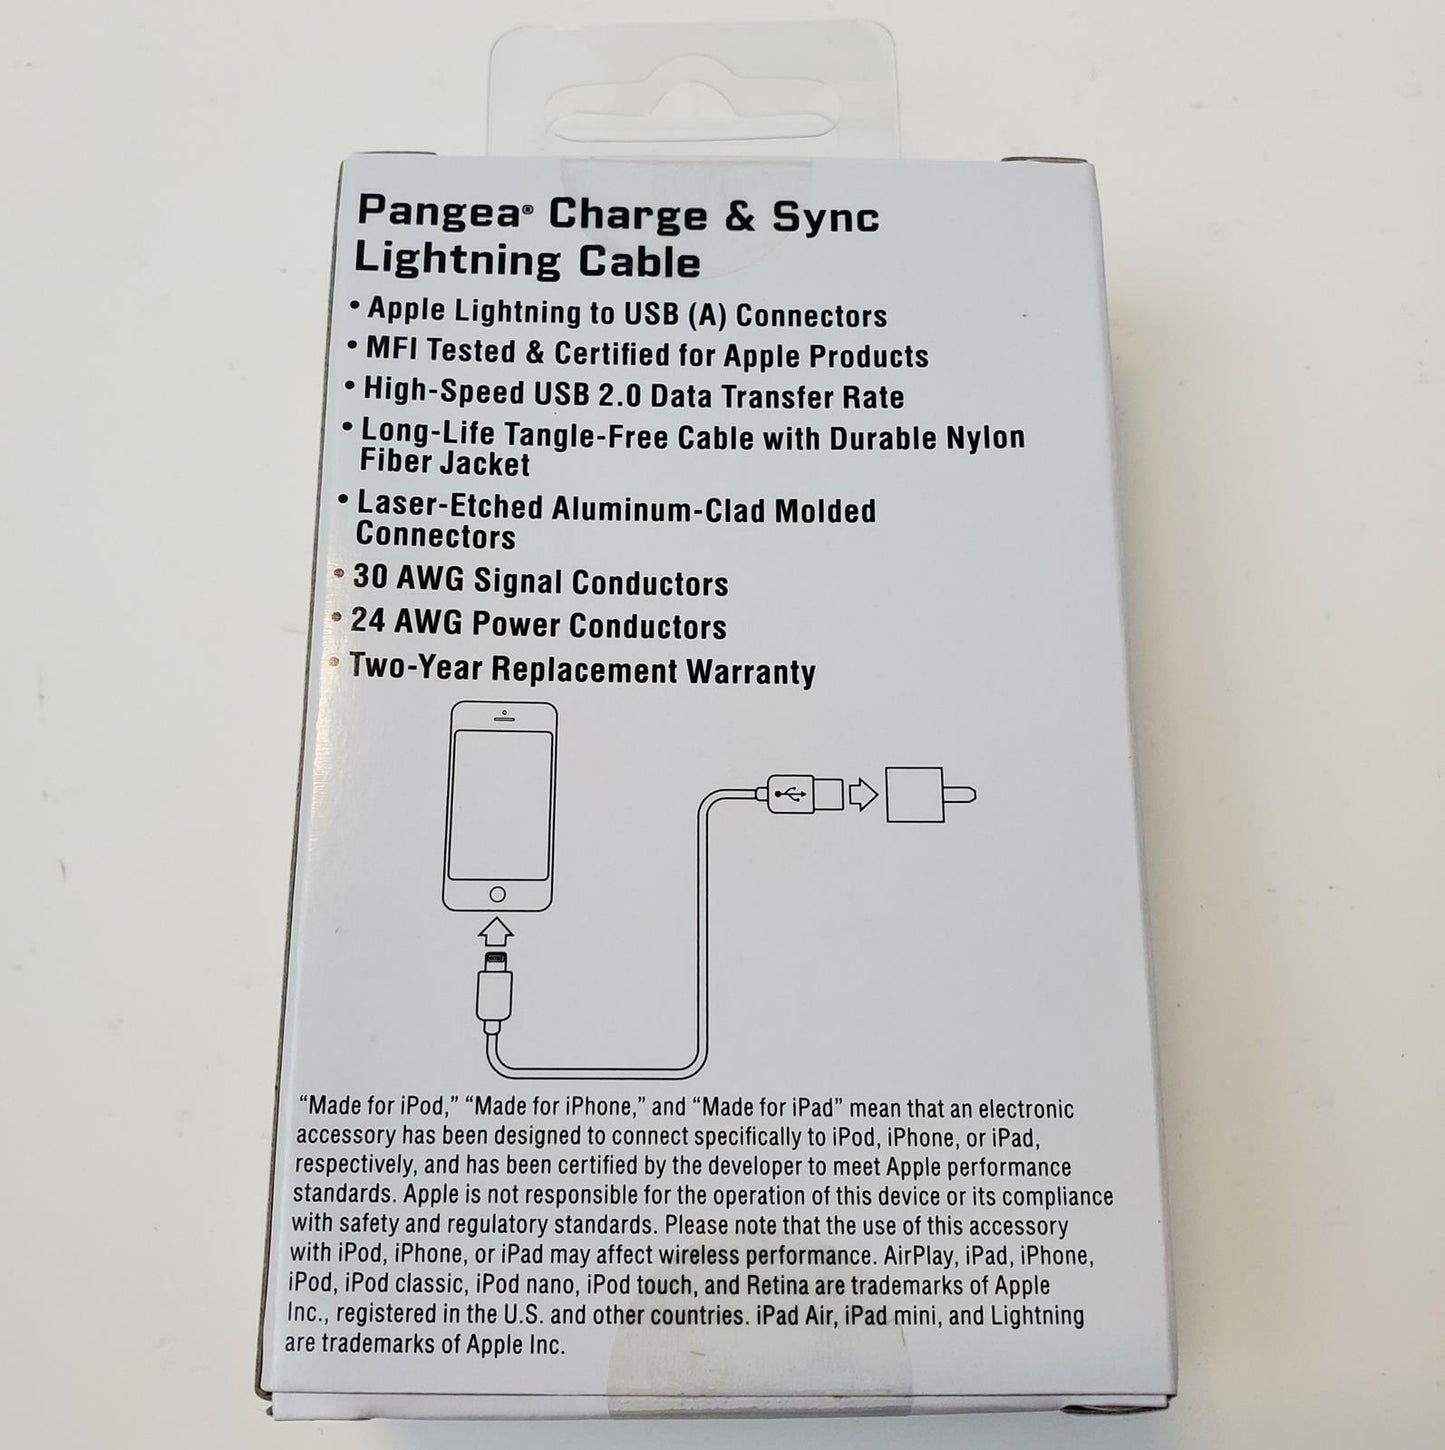 Pangea® Charge & Sync
Lightning Cable
• Apple Lightning to USB (A) Connectors
• MFI Tested & Certified for Apple Products
• High-Speed USB 2.0 Data Transfer Rate
• Long-Life Tangle-Free Cable with Durable Nylon
Fiber Jacket
• Laser-Etched Aluminum-Clad Molded
Connectors
• 30 AWG Signal Conductors
• 24 AWG Power Conductors
• Two-Year Replacement Warranty
“Made for iPod,” “Made for iPhone,” and “Made for iPad” mean that an electronic
accessory has been designed to connect specifically to iPod, iPhone, or iPad,
respectively, and has been certified by the developer to meet Apple performance
standards. Apple is not responsible for the operation of this device or its compliance
with safety and regulatory standards. Please note that the use of this accessory
with iPod, iPhone, or iPad may affect wireless performance. AirPlay, iPad, iPhone,
iPod, iPod classic, iPod nano, iPod touch, and Retina are trademarks of Apple
Inc., registered in the U.S. and other countries. iPad Air, iPad mini, and Lightning
are trademarks of Apple Inc.